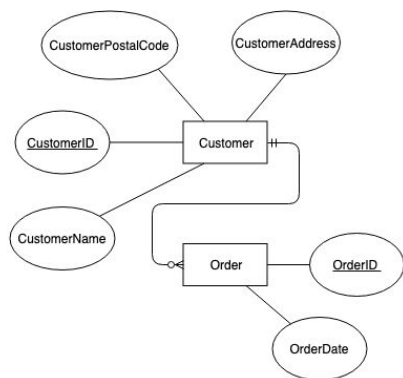 CustomerPostalCode
CustomerAddress
CustomerID
Customer
CustomerName
Order
OrderID
OrderDate